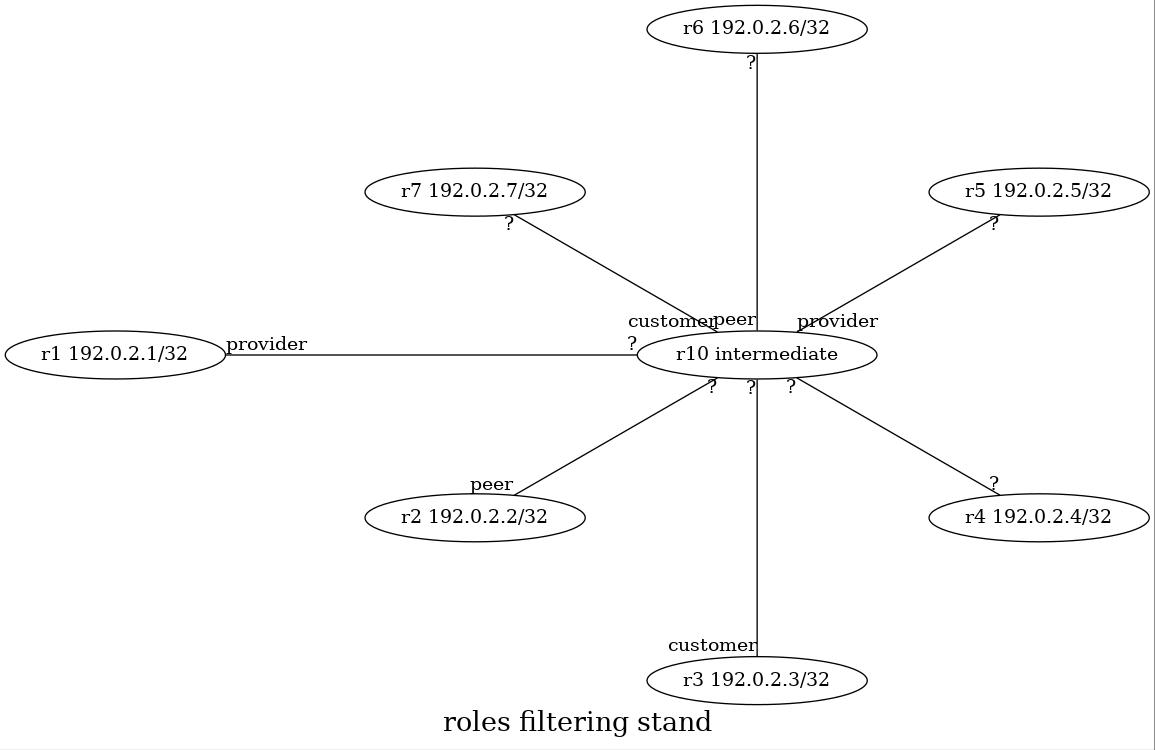 r6 192.0.2.6/32
?
r7 192.0.2.7/32
r5 192.0.2.5/32
?
?
customer
peer
provider
r1 192.0.2.1/32
provider
?
r10 intermediate
?
?
?
peer
?
r2 192.0.2.2/32
r4 192.0.2.4/32
customer
r3 192.0.2.3/32
roles filtering stand